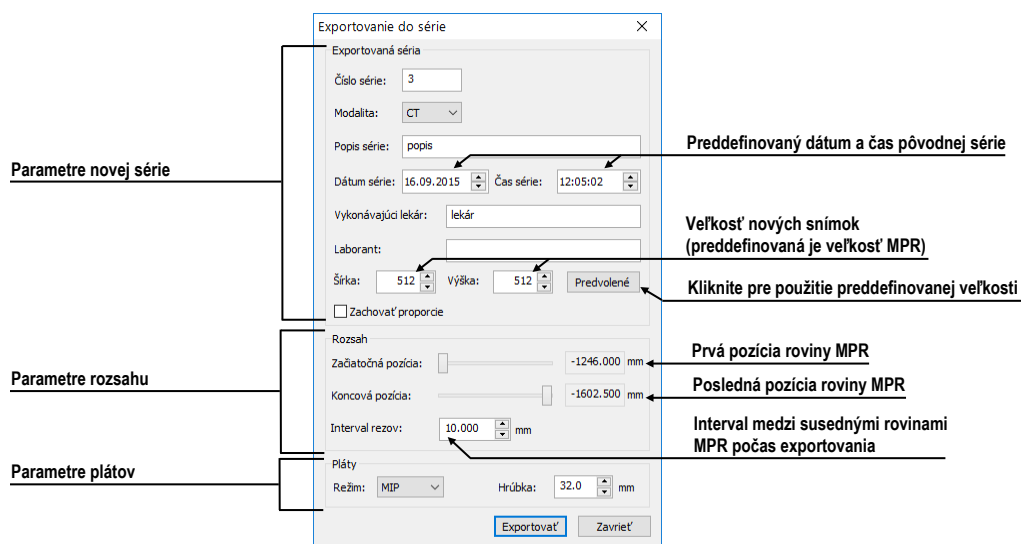 Exportovanie do série
Exportovaná séria
Číslo série: 3
Modalita: CT
Popis série: popis
Preddefinovaný dátum a čas pôvodnej série
Parametre novej série
Dátum série: 16.09.2015 Čas série: 12:05:02
Vykonávajúci lekár: lekár
Veľkosť nových snímok
(preddefinovaná je veľkosť MPR)
Laborant:
Šírka: 512 Výška: 512 Predvolené
Kliknite pre použitie preddefinovanej veľkosti
Zachovať proporcie
Rozsah
Začiatočná pozícia: -1246.000 mm
Prvá pozícia roviny MPR
Parametre rozsahu
Koncová pozícia: -1602.500 mm
Posledná pozícia roviny MPR
Interval rezov: 10.000 mm
Interval medzi susednými rovinami
MPR počas exportovania
Parametre plátov
Pláty
Režim: MIP Hrúbka: 32.0 mm
Exportovať Zavrieť